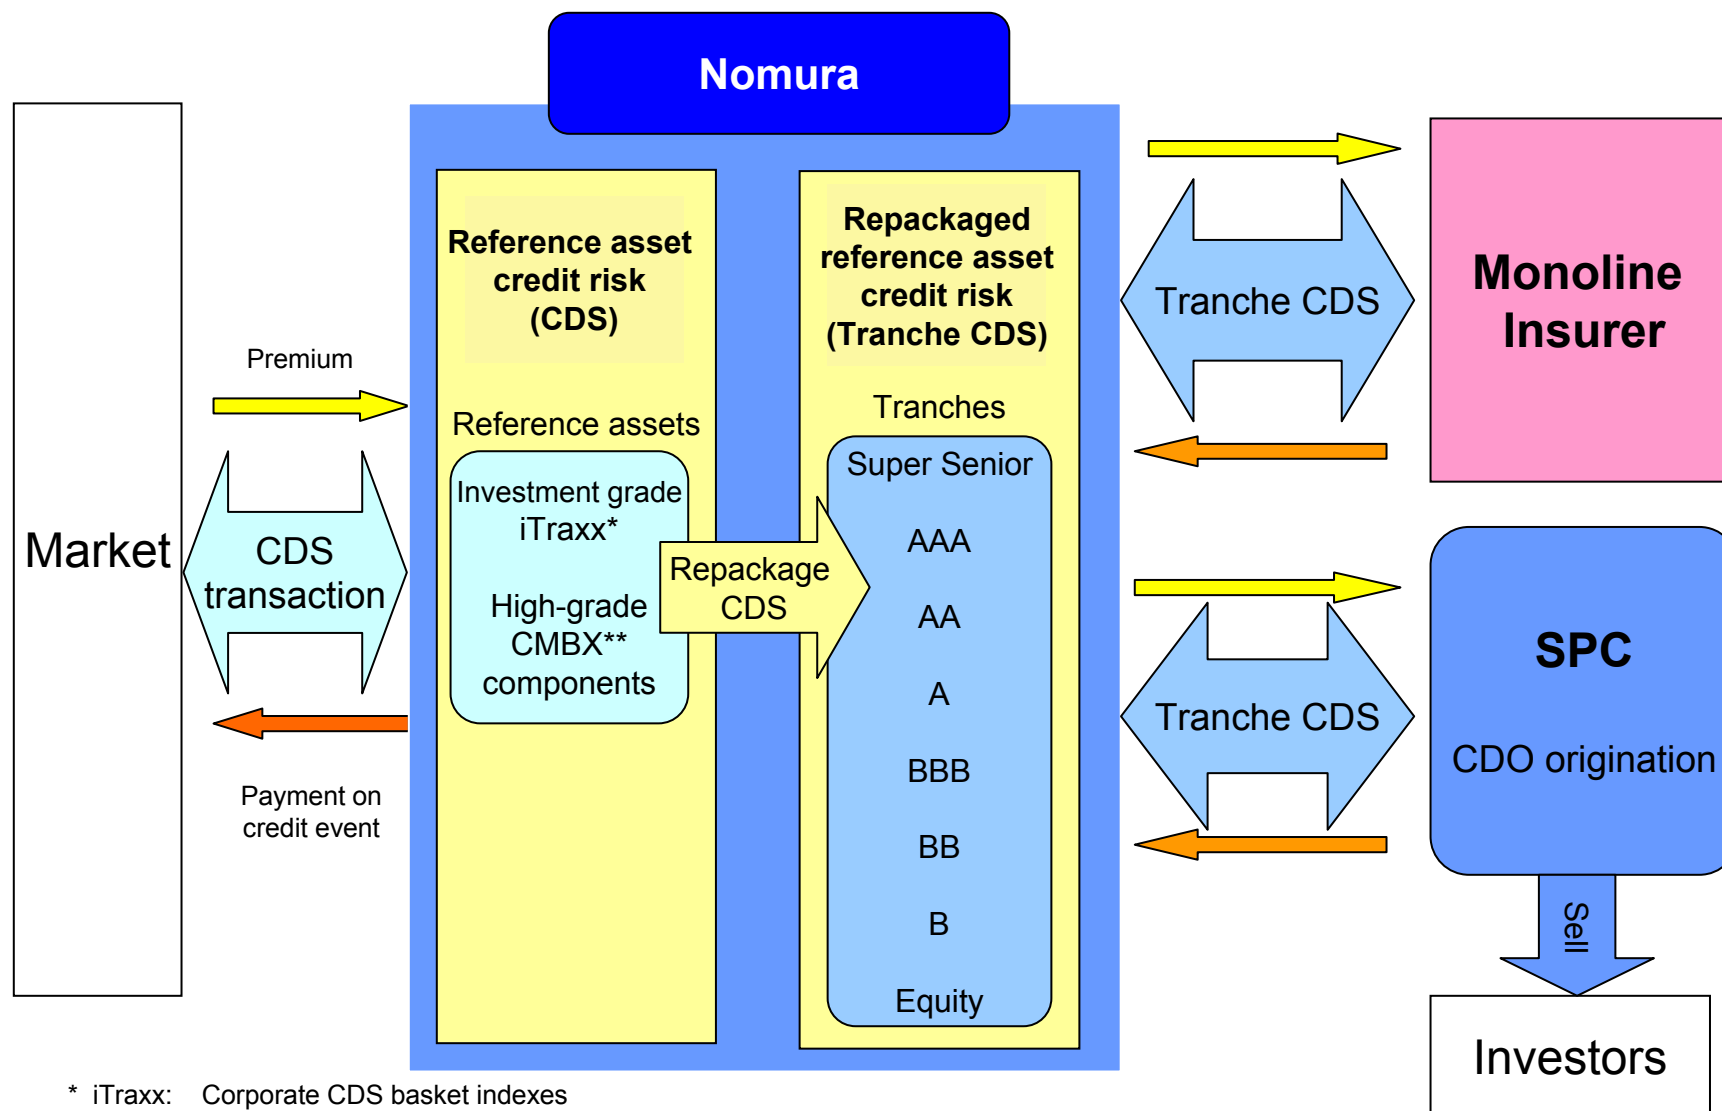 Nomura
Market
Premium
CDS
transaction
Payment on
credit event
Reference asset
credit risk
(CDS)
Reference assets
Investment grade
iTraxx*
High-grade
CMBX**
components
Repackage
CDS
Repackaged
reference asset
credit risk
(Tranche CDS)
Tranches
Super Senior
AAA
AA
A
BBB
BB
B
Equity
Tranche CDS
Monoline
Insurer
Tranche CDS
SPC
CDO origination
Sell
Investors
* iTraxx: Corporate CDS basket indexes